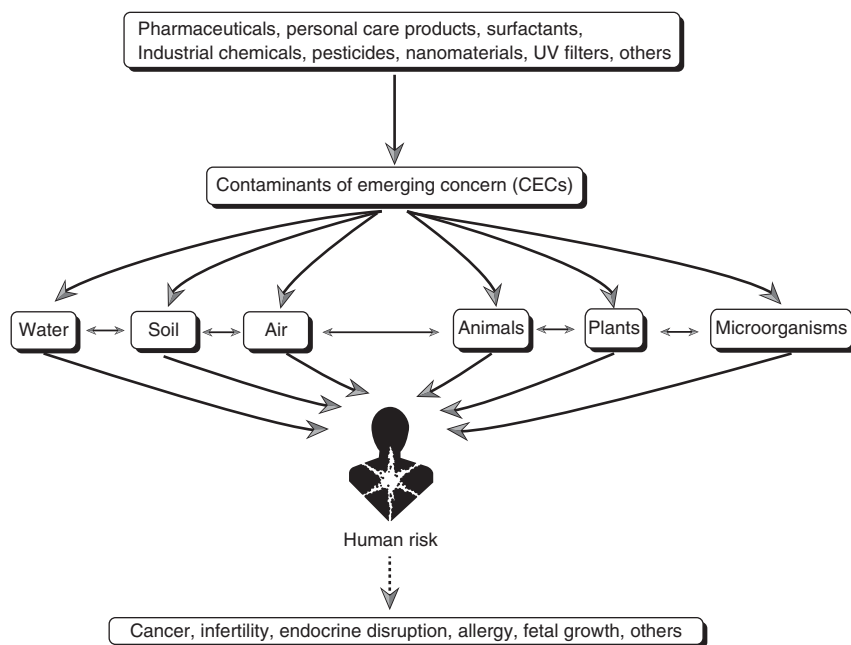 Pharmaceuticals, personal care products, surfactants,
Industrial chemicals, pesticides, nanomaterials, UV filters, others
Contaminants of emerging concern (CECs)
Water
Soil
Air
Animals
Plants
Microorganisms
Human risk
Cancer, infertility, endocrine disruption, allergy, fetal growth, others